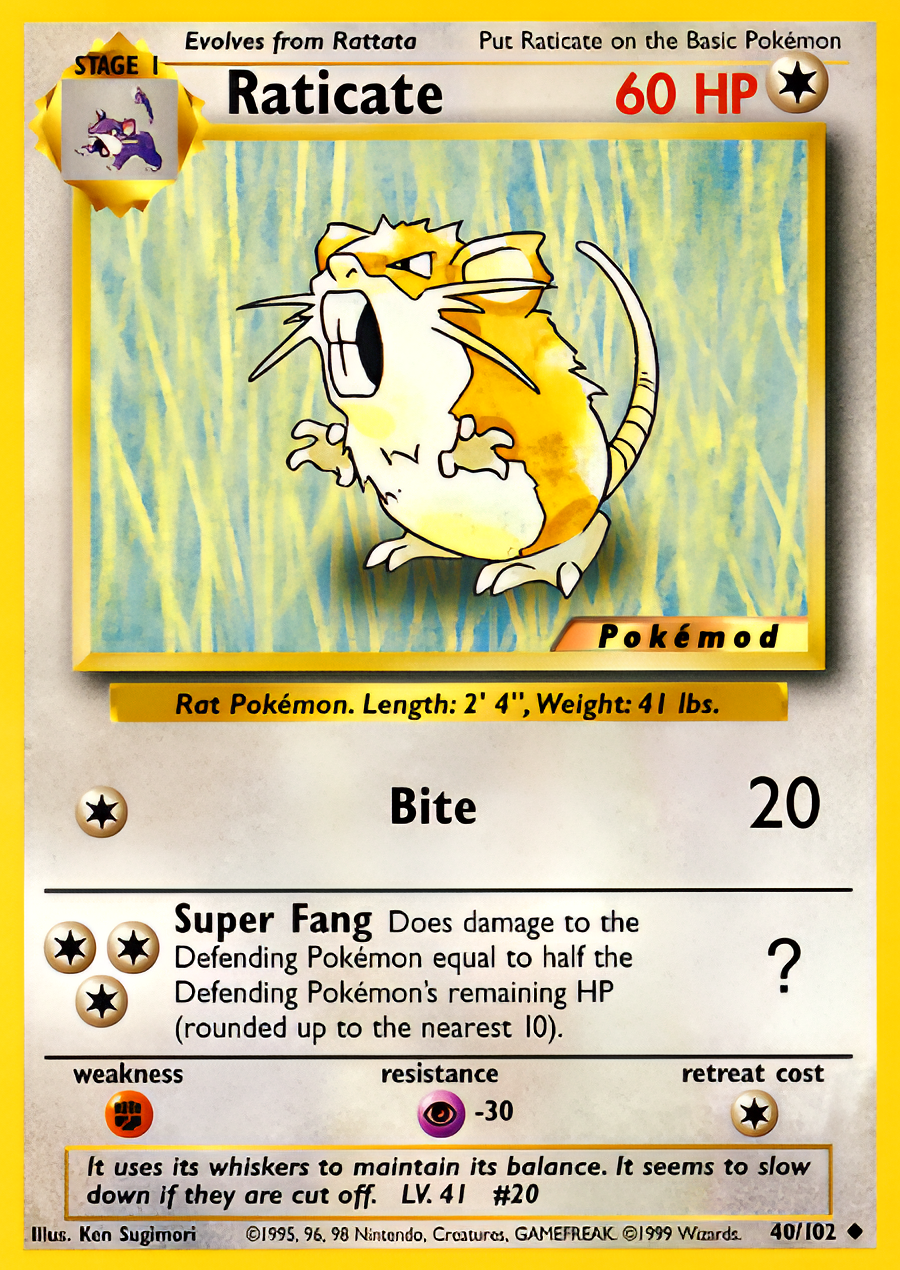 Evolves from Rattata Put Raticate on the Basic Pokémon
STAGE 1
Raticate 60 HP
Pokémod
Rat Pokémon. Length: 2' 4", Weight: 41 lbs.
Bite 20
Super Fang Does damage to the
Defending Pokémon equal to half the
Defending Pokémon's remaining HP
(rounded up to the nearest 10).
?
weakness resistance retreat cost
-30
It uses its whiskers to maintain its balance. It seems to slow
down if they are cut off. LV. 41 #20
Illus. Ken Sugimori ©1995, 96, 98 Nintendo, Creatures, GAMEFREAK. ©1999 Wizards. 40/102